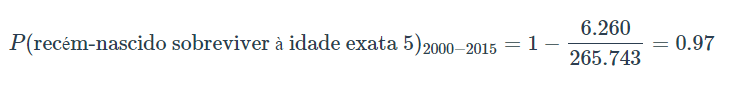 P(recém-nascido sobreviver à idade exata 5)₂₀₀₀₋₂₀₁₅ = 1 − 6.260/265.743 = 0.97